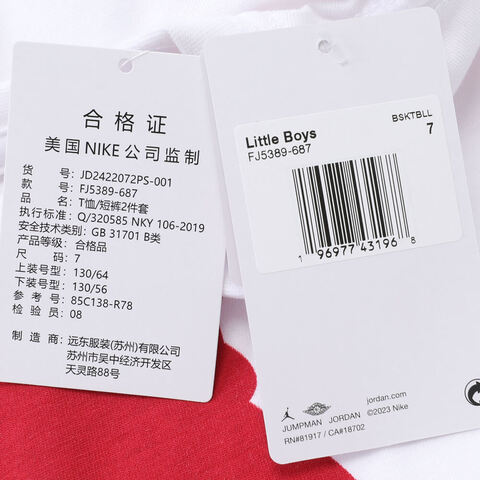 合格证
美国NIKE公司监制
货 号: JD2422072PS-001
款 号: FJ5389-687
品 名: T恤/短裤2件套
执行标准: Q/320585 NKY 106-2019
安全技术类别: GB 31701 B类
产品等级: 合格品
尺 码: 7
上装号型: 130/64
下装号型: 130/56
参 考 号: 85C138-R78
检 验 员: 08
制 造 商: 远东服装(苏州)有限公司
苏州市吴中经济开发区
天灵路88号
BSKTBLL
7
Little Boys
FJ5389-687
1 96977 43196 8
JUMPMAN JORDAN
RN#81917 / CA#18702
jordan.com
©2023 Nike